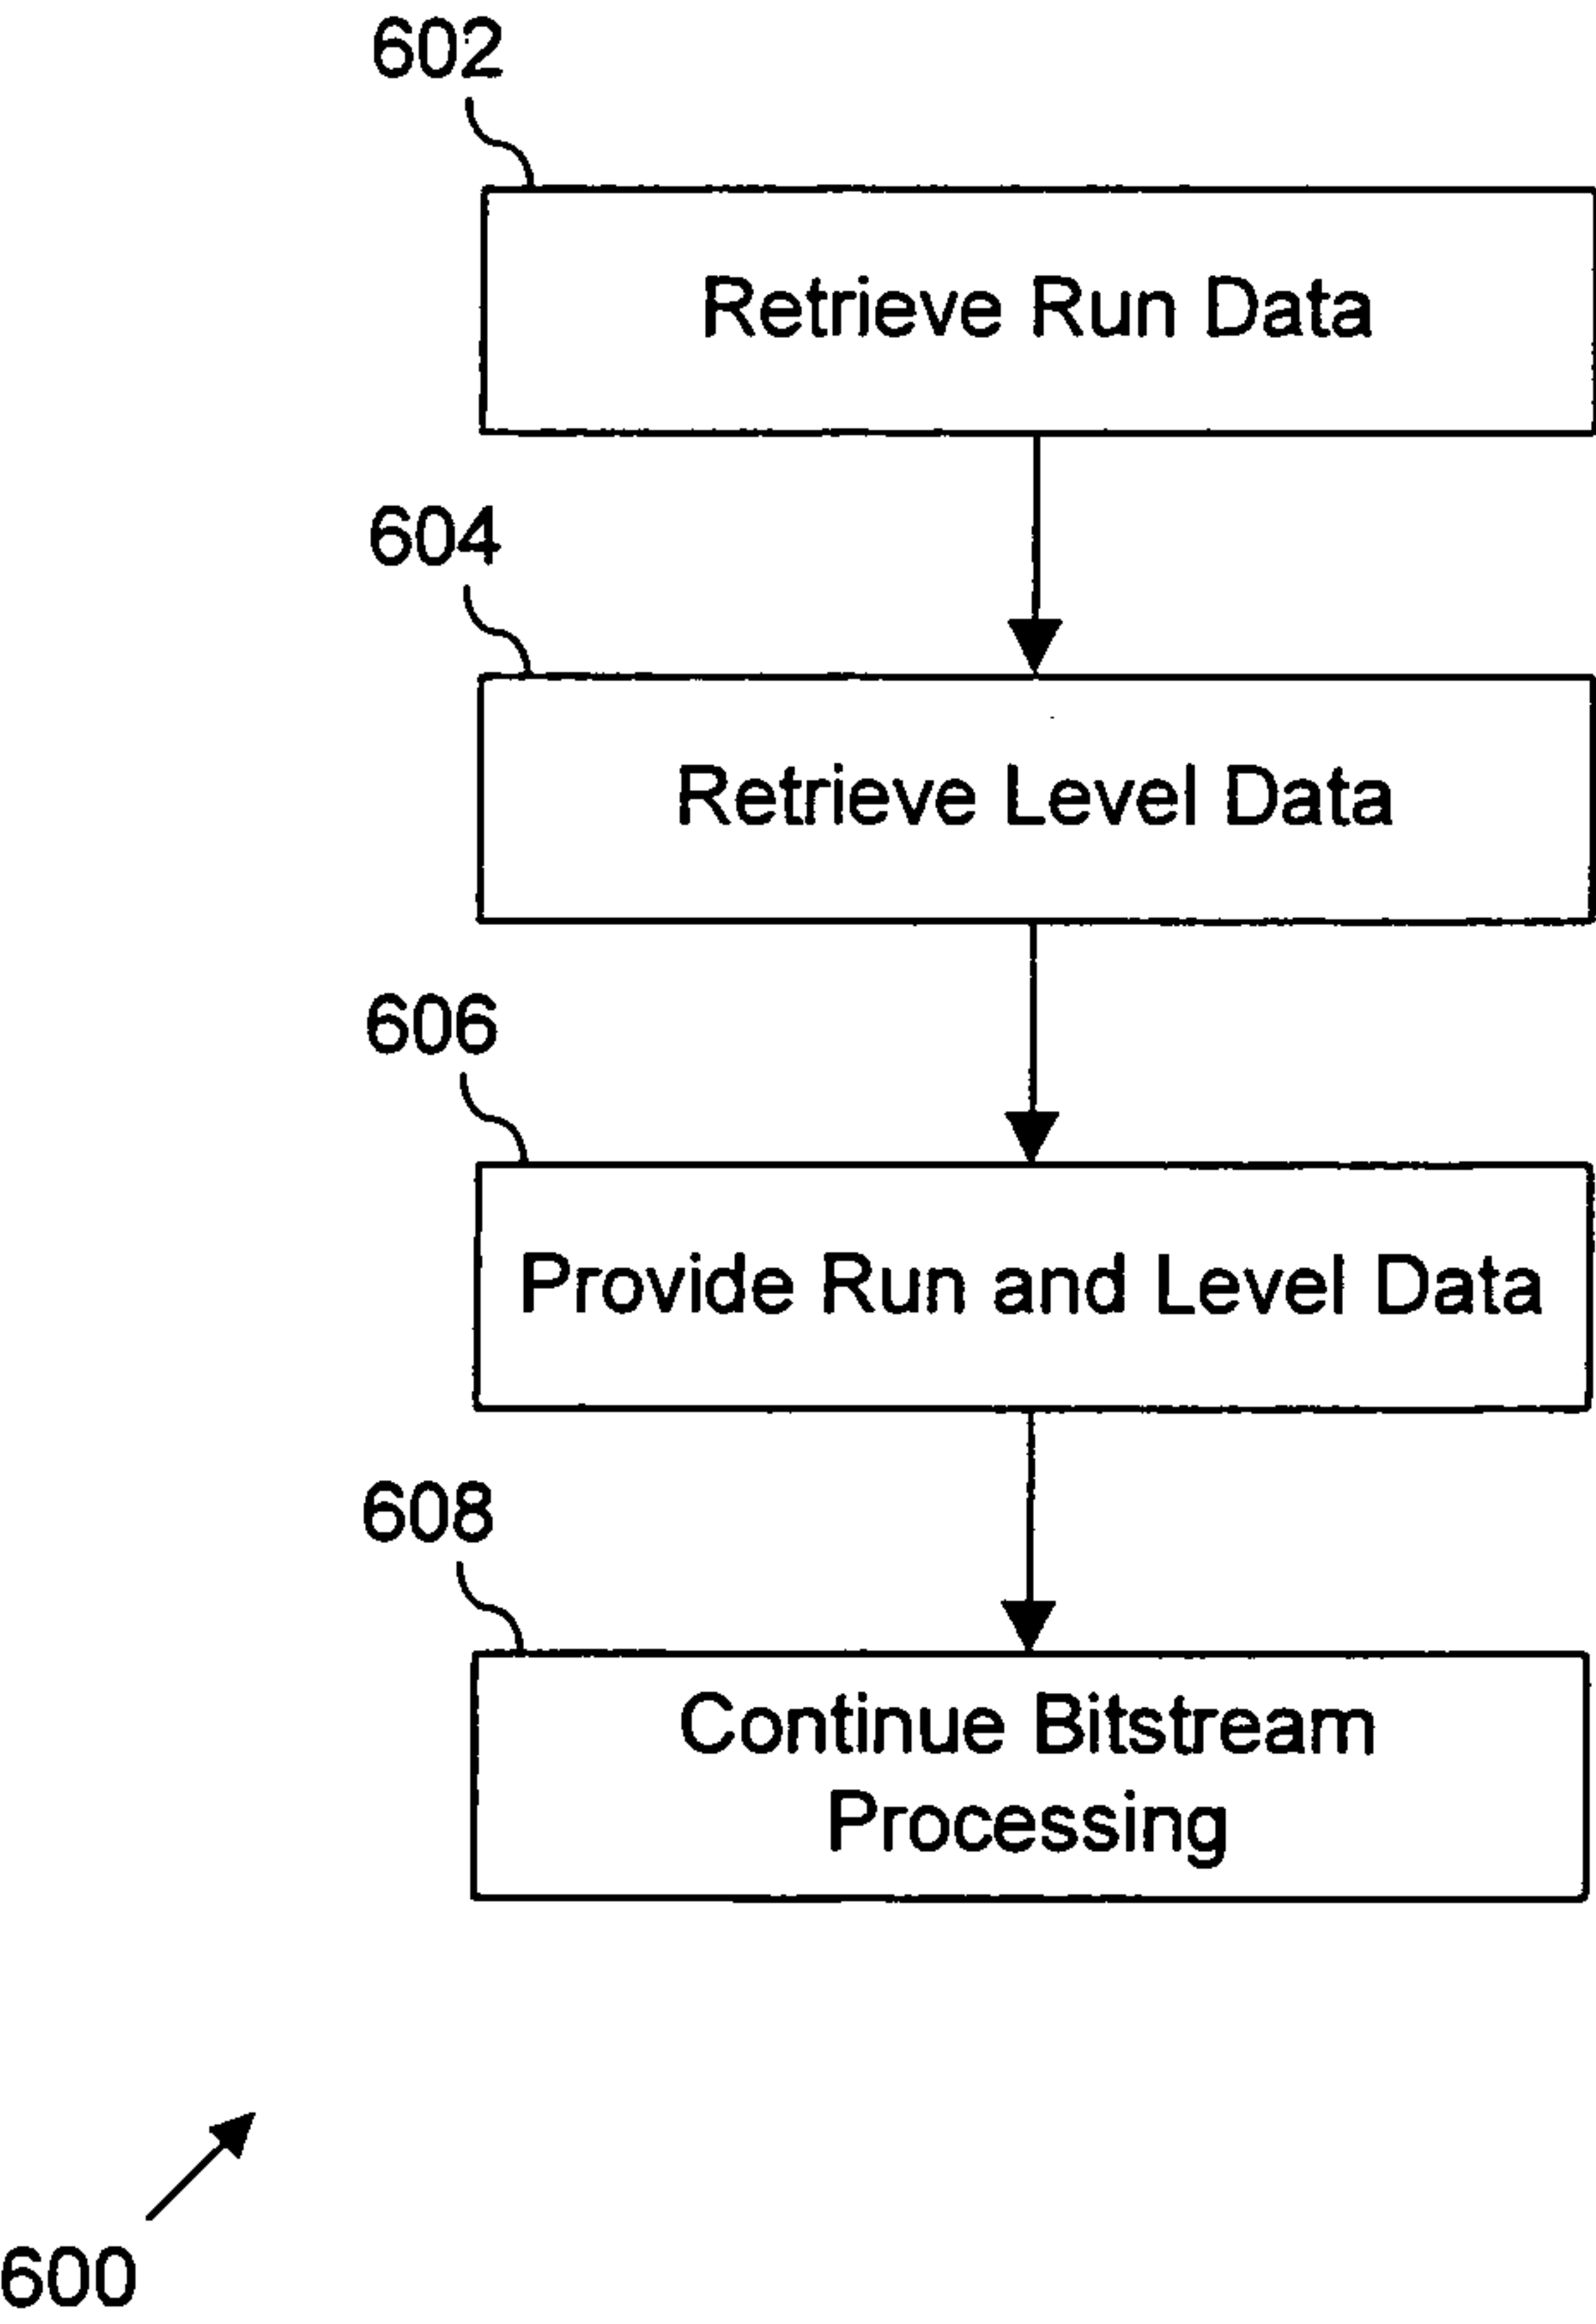 602
Retrieve Run Data
604
Retrieve Level Data
606
Provide Run and Level Data
608
Continue Bitstream
Processing
600